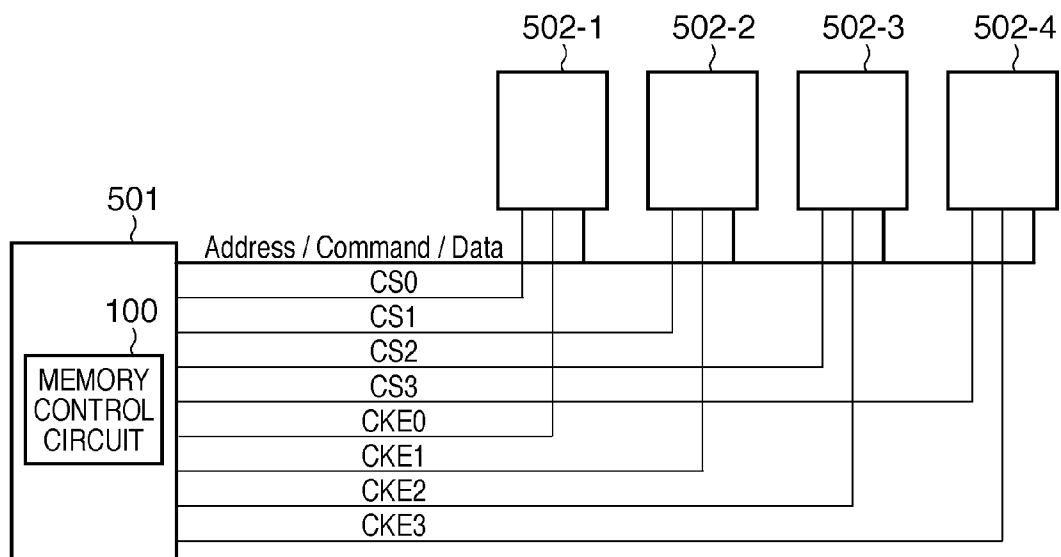 502-1 502-2 502-3 502-4
501
Address / Command / Data
CS0
100
CS1
CS2
MEMORY
CONTROL
CIRCUIT
CS3
CKE0
CKE1
CKE2
CKE3